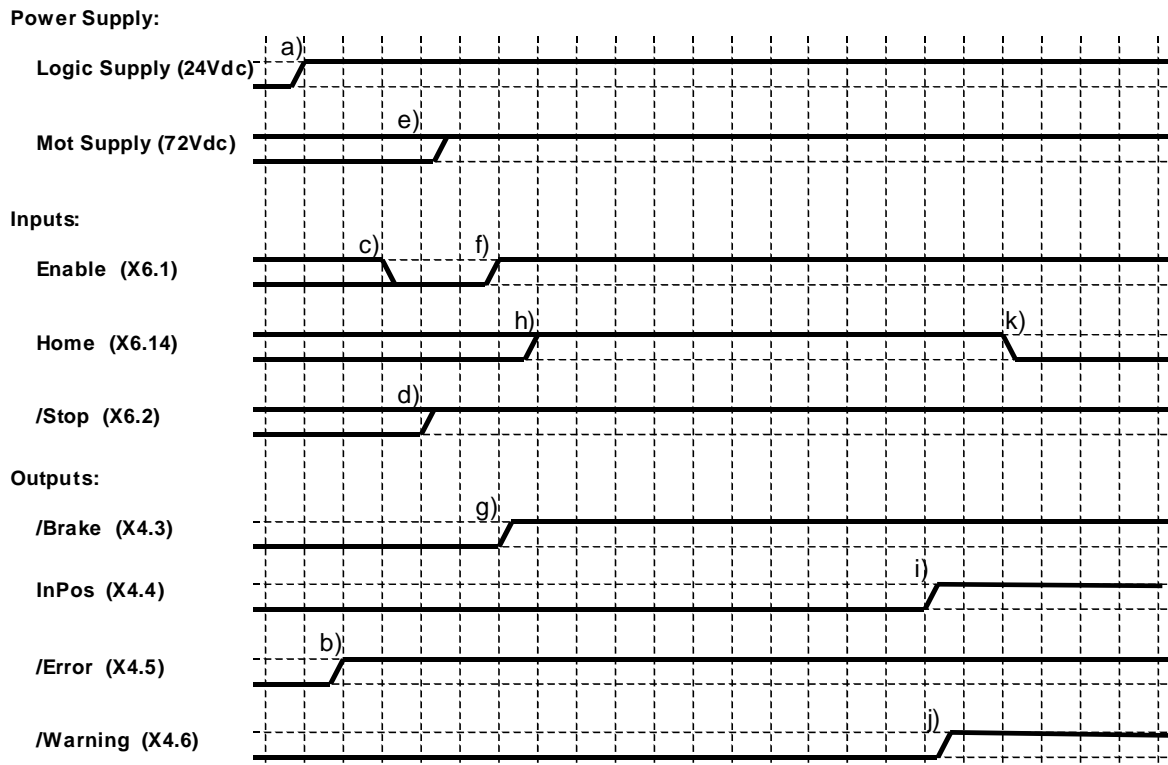 Power Supply:
a)
Logic Supply (24Vdc)
e)
Mot Supply (72Vdc)
Inputs:
c)
f)
Enable (X6.1)
h)
k)
Home (X6.14)
d)
/Stop (X6.2)
Outputs:
g)
/Brake (X4.3)
i)
InPos (X4.4)
b)
/Error (X4.5)
j)
/Warning (X4.6)